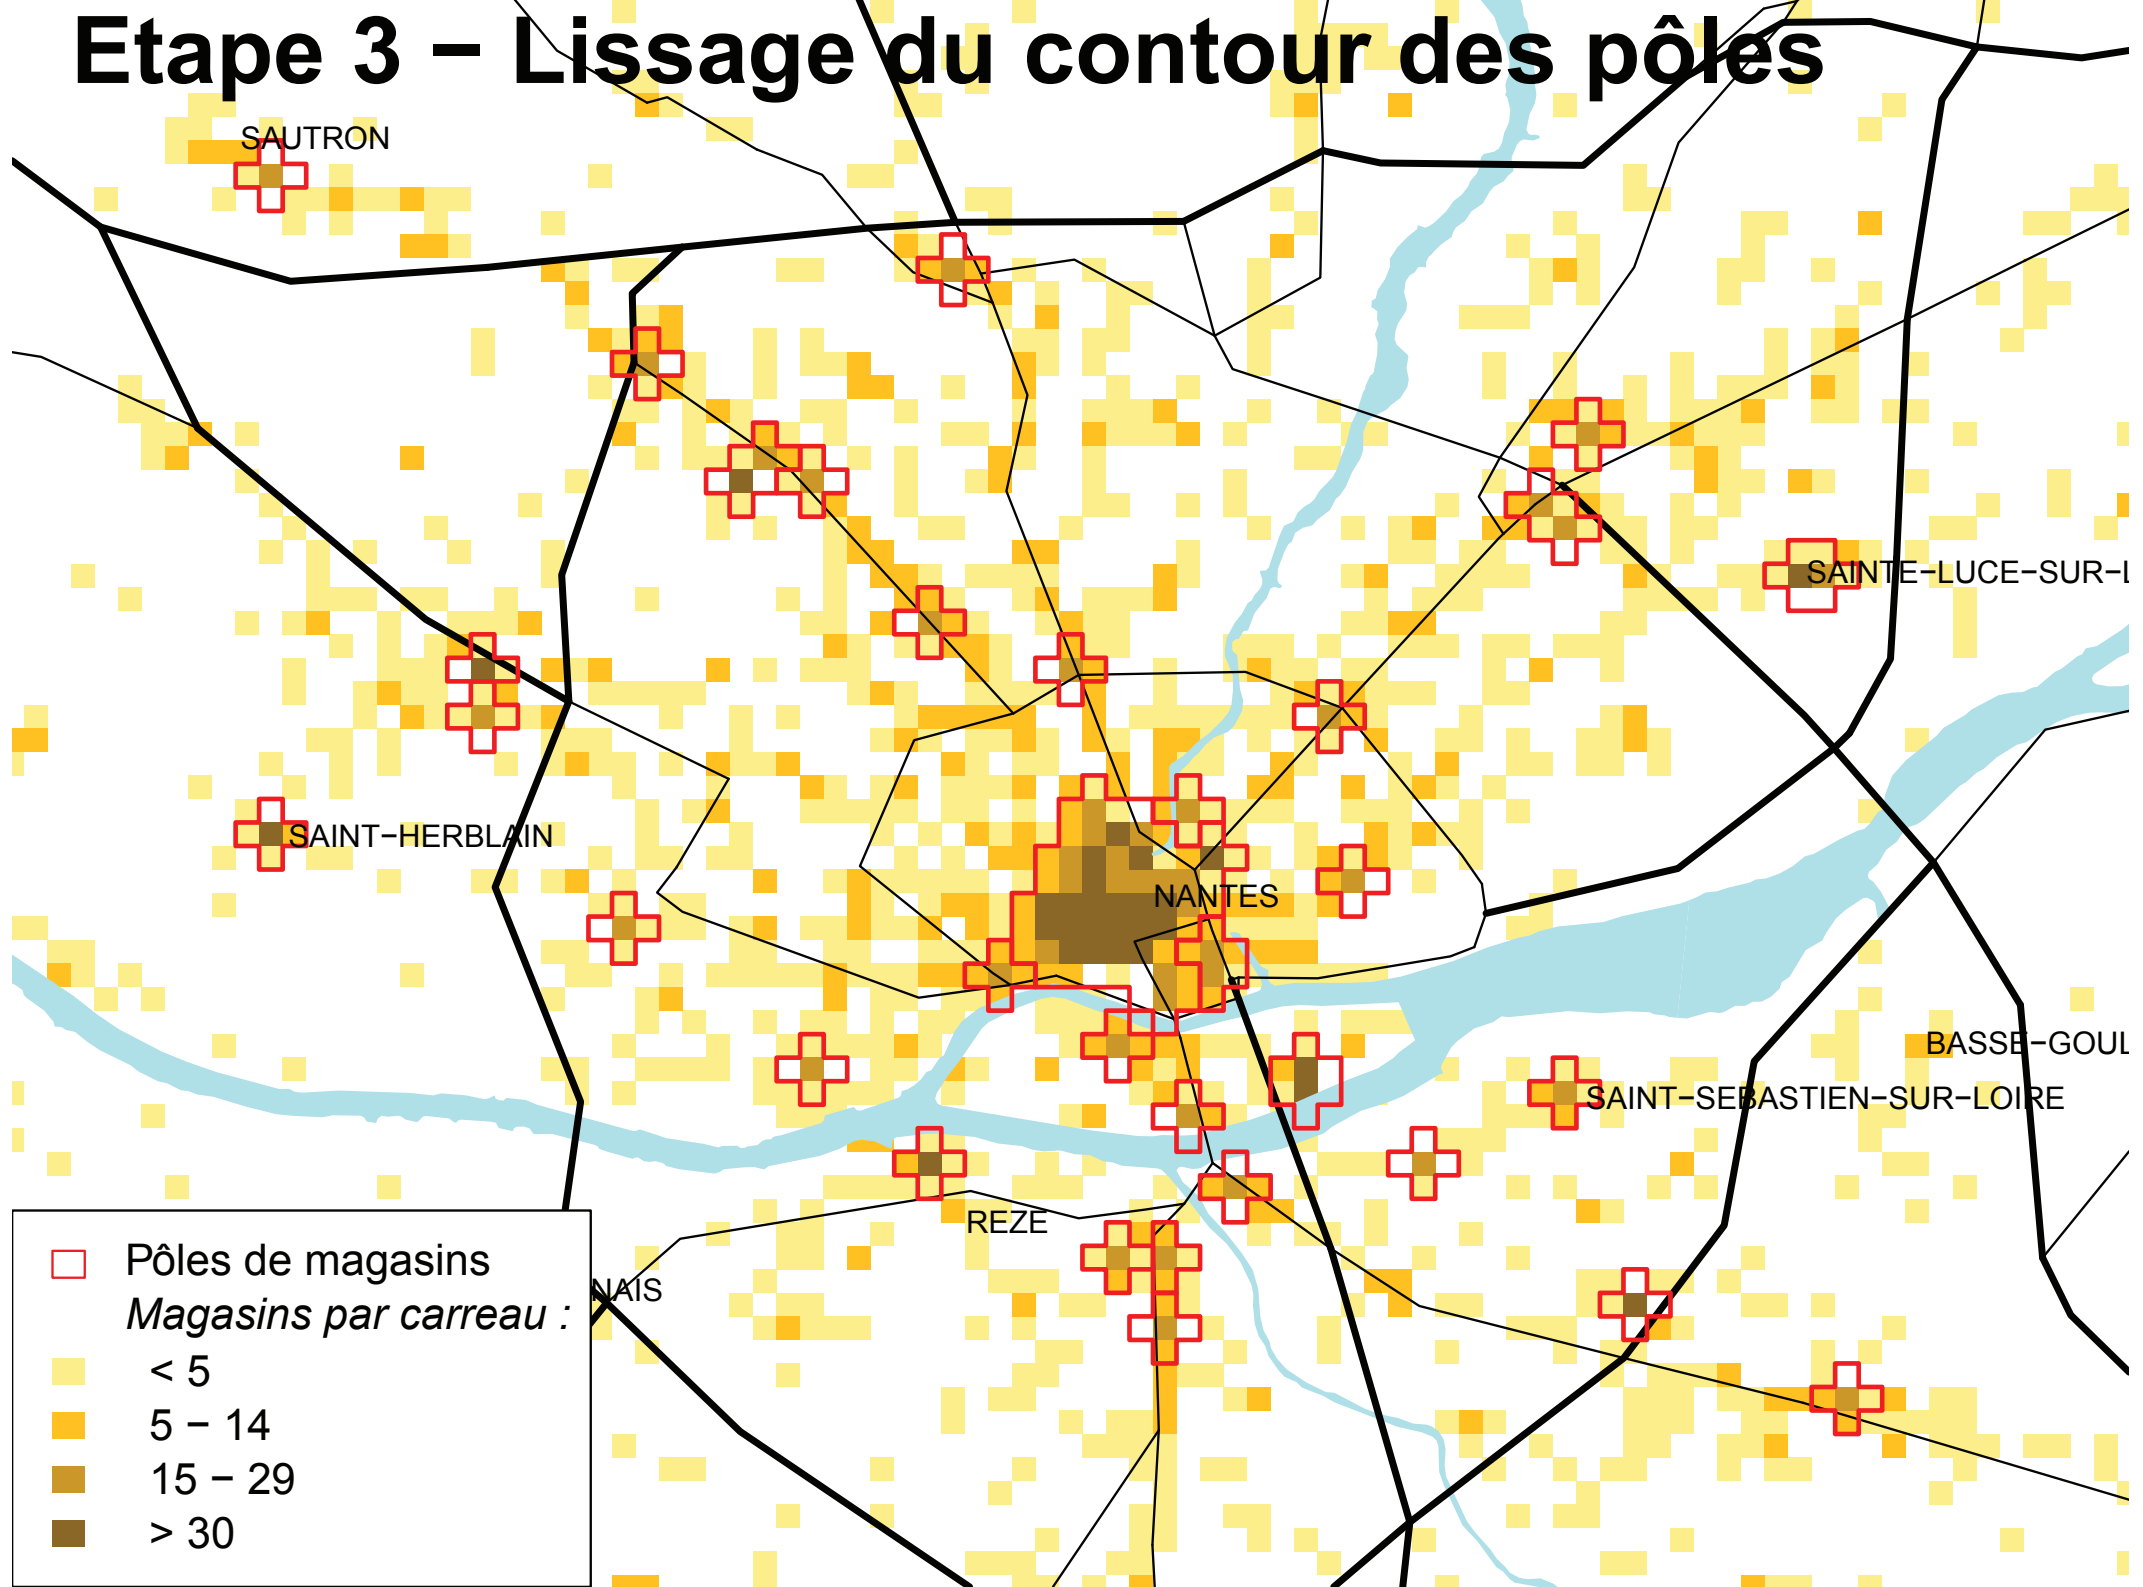 Etape 3 − Lissage du contour des pôles
SAUTRON
SAINTE−LUCE−SUR−L
SAINT−HERBLAIN
NANTES
BASSE−GOUL
SAINT−SEBASTIEN−SUR−LOIRE
REZE
NAIS
Pôles de magasins
Magasins par carreau :
< 5
5 − 14
15 − 29
> 30